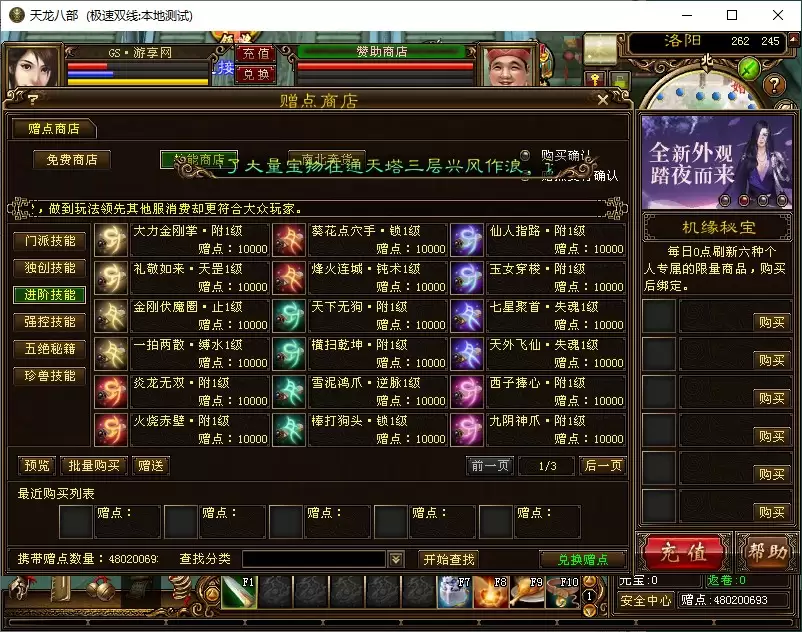 天龙八部 (极速双线:本地测试)
GS·游享网
充值
兑换
接
赞助商店
洛阳
262 245
北
赠点商店
赠点商店
免费商店
购买确认
了大量宝物在通天塔三层兴风作浪。
，做到玩法领先其他服消费却更符合大众玩家。
门派技能
独创技能
进阶技能
强控技能
五绝秘籍
珍兽技能
大力金刚掌·附1级
赠点：10000
葵花点穴手·锁1级
赠点：10000
仙人指路·附1级
赠点：10000
礼敬如来·天罡1级
赠点：10000
烽火连城·钝术1级
赠点：10000
玉女穿梭·附1级
赠点：10000
金刚伏魔圈·止1级
赠点：10000
天下无狗·附1级
赠点：10000
七星聚首·失魂1级
赠点：10000
一拍两散·缚水1级
赠点：10000
横扫乾坤·附1级
赠点：10000
天外飞仙·失魂1级
赠点：10000
炎龙无双·附1级
赠点：10000
雪泥鸿爪·逆脉1级
赠点：10000
西子捧心·附1级
赠点：10000
火烧赤壁·附1级
赠点：10000
棒打狗头·锁1级
赠点：10000
九阴神爪·附1级
赠点：10000
预览
批量购买
赠送
前一页
1/3
后一页
最近购买列表
赠点：
赠点：
赠点：
赠点：
赠点：
携带赠点数量：48020069
查找分类
开始查找
兑换赠点
全新外观
踏夜而来
机缘秘宝
每日0点刷新六种个
人专属的限量商品，购买
后绑定。
购买
购买
购买
购买
购买
购买
充值
帮助
F1
F7
F8
F9
F10
1
元宝:0
返卷:0
安全中心
赠点:480200693